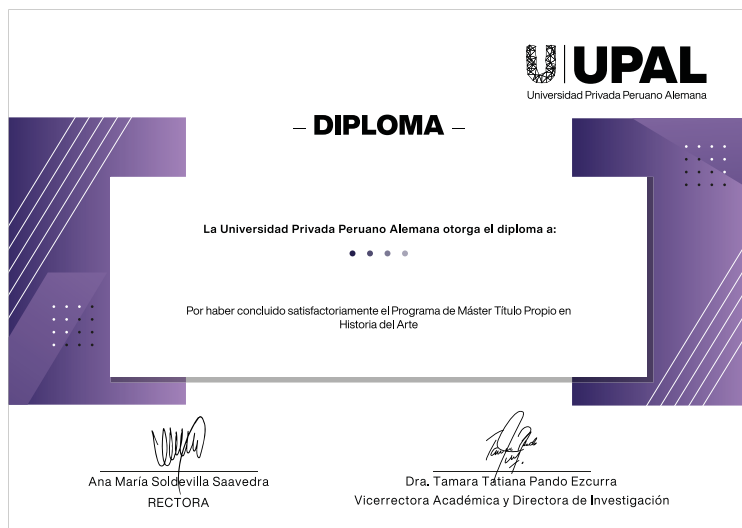 UPAL
Universidad Privada Peruano Alemana
– DIPLOMA –
La Universidad Privada Peruano Alemana otorga el diploma a:
Por haber concluido satisfactoriamente el Programa de Máster Título Propio en
Historia del Arte
Ana María Soldevilla Saavedra
RECTORA
Dra. Tamara Tatiana Pando Ezcurra
Vicerrectora Académica y Directora de Investigación